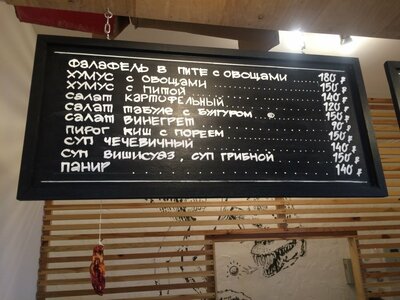 ФАЛАФЕЛЬ В ПИТЕ С ОВОЩАМИ 180 ₽
ХУМУС С ОВОЩАМИ 150 ₽
ХУМУС С ПИТОЙ 140 ₽
САЛАТ КАРТОФЕЛЬНЫЙ 120 ₽
САЛАТ ТАБУЛЕ С БУЛГУРОМ 150 ₽
САЛАТ ВИНЕГРЕТ 90 ₽
ПИРОГ КИШ С ПОРЕЕМ 150 ₽
СУП ЧЕЧЕВИЧНЫЙ 140 ₽
СУП ВИШИСУАЗ, СУП ГРИБНОЙ 150 ₽
ПАНИР 140 ₽